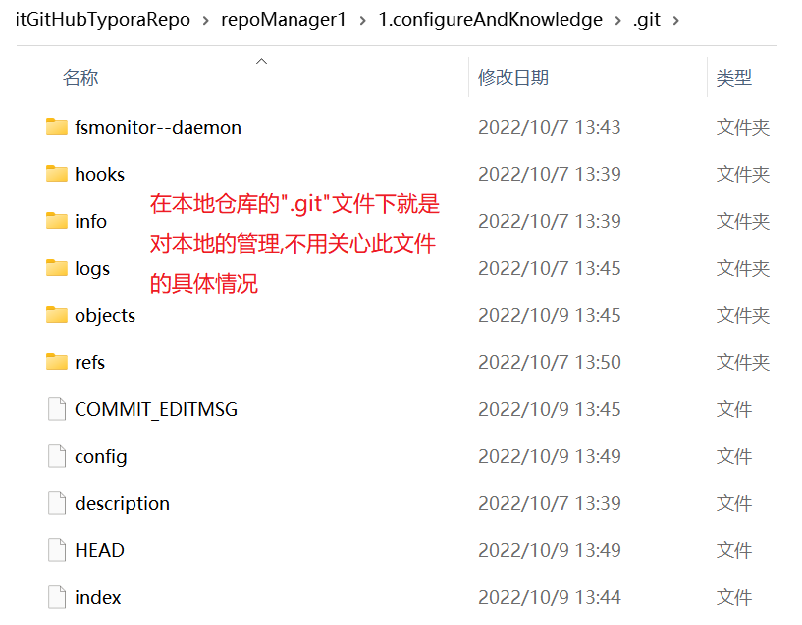 itGitHubTyporaRepo › repoManager1 › 1.configureAndKnowledge › .git ›
名称 修改日期 类型
fsmonitor--daemon 2022/10/7 13:43 文件夹
hooks 2022/10/7 13:39 文件夹
在本地仓库的".git"文件下就是
info 2022/10/7 13:39 文件夹
对本地的管理,不用关心此文件
logs 2022/10/7 13:45 文件夹
的具体情况
objects 2022/10/9 13:45 文件夹
refs 2022/10/7 13:50 文件夹
COMMIT_EDITMSG 2022/10/9 13:45 文件
config 2022/10/9 13:49 文件
description 2022/10/7 13:39 文件
HEAD 2022/10/9 13:49 文件
index 2022/10/9 13:44 文件